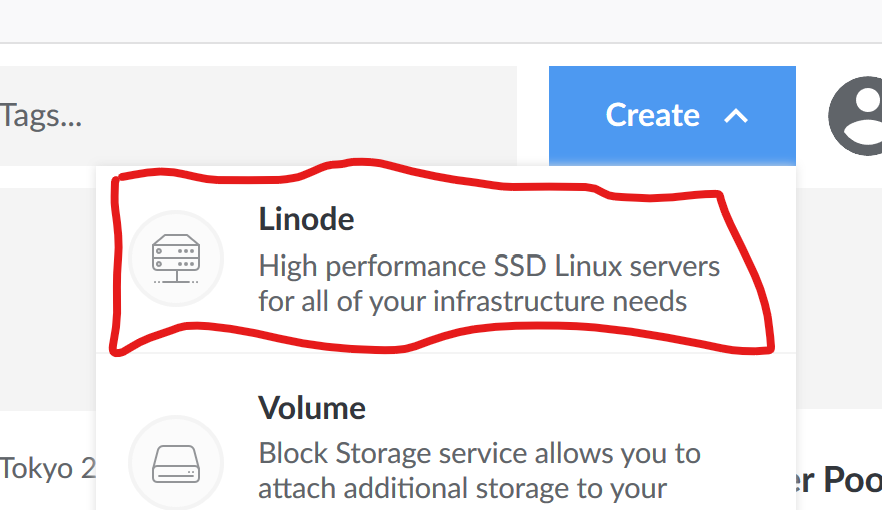 Tags...
Create
Linode
High performance SSD Linux servers
for all of your infrastructure needs
Volume
Block Storage service allows you to
attach additional storage to your
Tokyo 2
er Poo